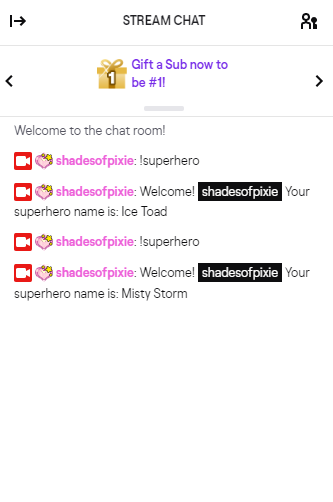 STREAM CHAT
Gift a Sub now to
be #1!
1
Welcome to the chat room!
shadesofpixie: !superhero
shadesofpixie: Welcome! shadesofpixie Your
superhero name is: Ice Toad
shadesofpixie: !superhero
shadesofpixie: Welcome! shadesofpixie Your
superhero name is: Misty Storm